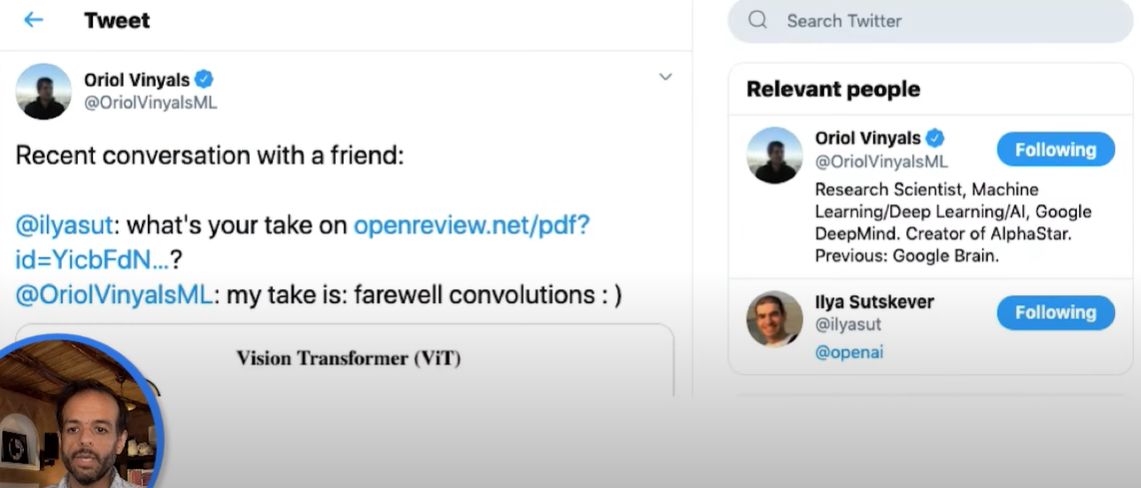 Tweet
Search Twitter
Oriol Vinyals
@OriolVinyalsML
Recent conversation with a friend:
@ilyasut: what's your take on openreview.net/pdf?
id=YicbFdN...?
@OriolVinyalsML: my take is: farewell convolutions : )
Vision Transformer (ViT)
Relevant people
Oriol Vinyals
@OriolVinyalsML
Following
Research Scientist, Machine
Learning/Deep Learning/AI, Google
DeepMind. Creator of AlphaStar.
Previous: Google Brain.
Ilya Sutskever
@ilyasut
Following
@openai